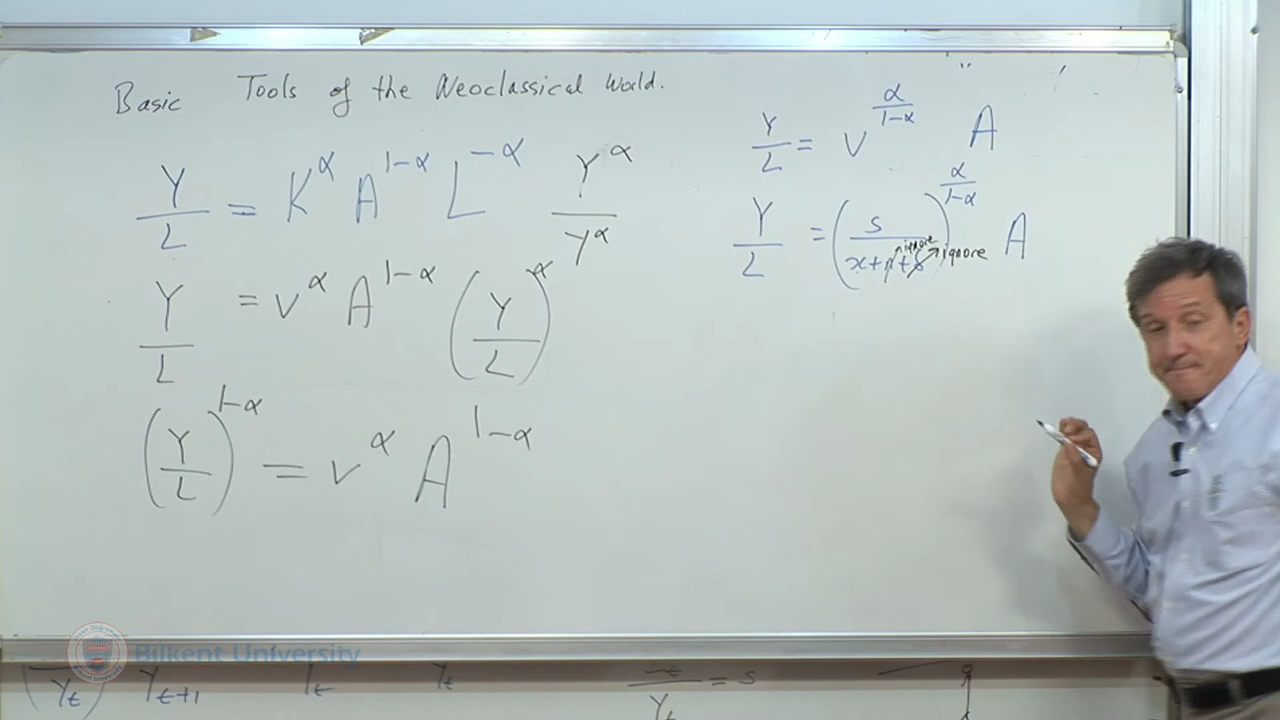 Basic Tools of the Neoclassical World.
Y/L = K^α A^(1-α) L^(-α) Y^α/Y^α
Y/L = v^α A^(1-α) (Y/L)^α
(Y/L)^(1-α) = v^α A^(1-α)
Y/L = v^(α/(1-α)) A
Y/L = (s/(x+n+δ))^(α/(1-α)) A
ignore
ignore
Bilkent University
Y_t Y_t+1
Y_t = s